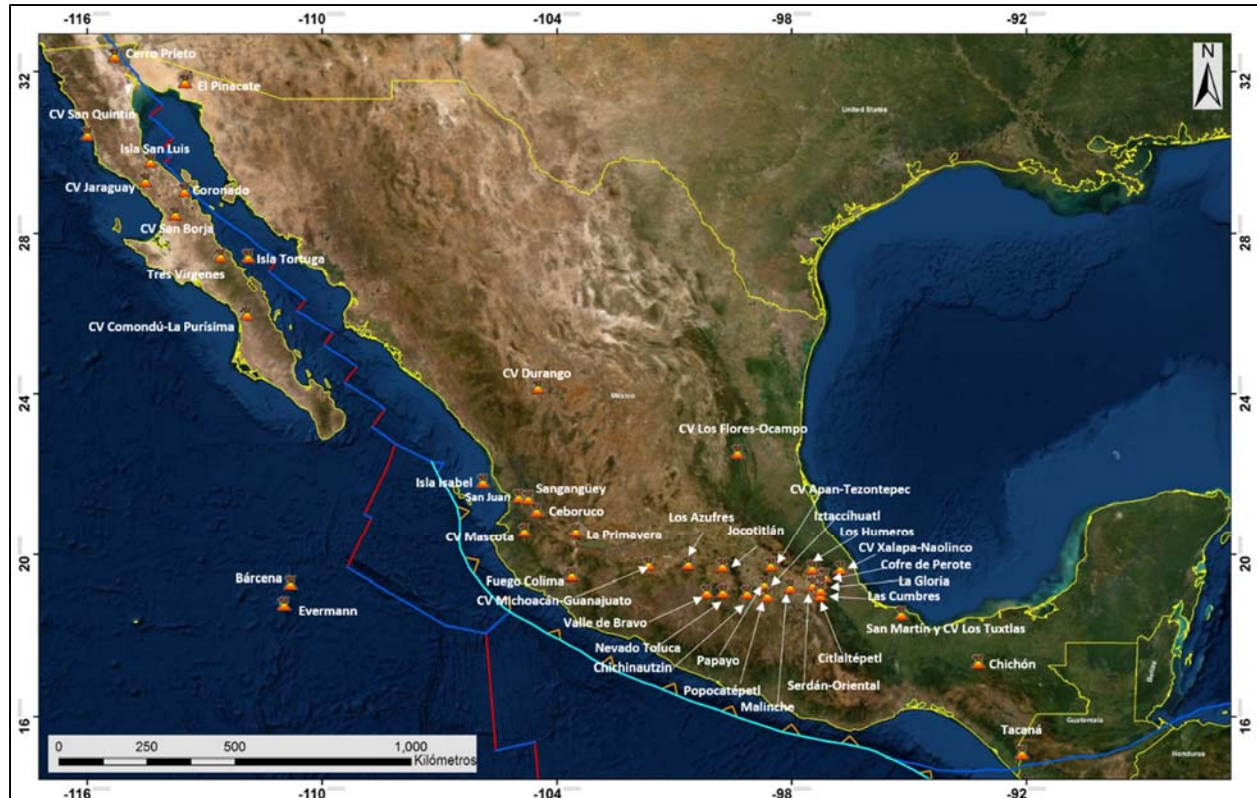 -116 -110 -104 -98 -92
N
32 32
Cerro Prieto
El Pinacate
United States
CV San Quintín
Isla San Luis
CV Jaraguay
Coronado
28 28
CV San Borja
Isla Tortuga
Tres Vírgenes
CV Comondú-La Purísima
24 24
CV Durango
México
CV Los Flores-Ocampo
Isla Isabel
San Juan
Sangangüey
Ceboruco
CV Apan-Tezontepec
Iztaccíhuatl
Los Azufres
Jocotitlán
Los Humeros
20 20
CV Mascota
La Primavera
CV Xalapa-Naolinco
Cofre de Perote
Bárcena
Fuego Colima
La Gloria
CV Michoacán-Guanajuato
Las Cumbres
Evermann
Valle de Bravo
San Martín y CV Los Tuxtlas
Nevado Toluca
Chichinautzin
Papayo
Citlaltépetl
Chichón
Belize
Popocatépetl
Serdán-Oriental
Malinche
16 16
Guatemala
Tacaná
Honduras
0 250 500 1,000
Kilómetros
-116 -110 -104 -98 -92